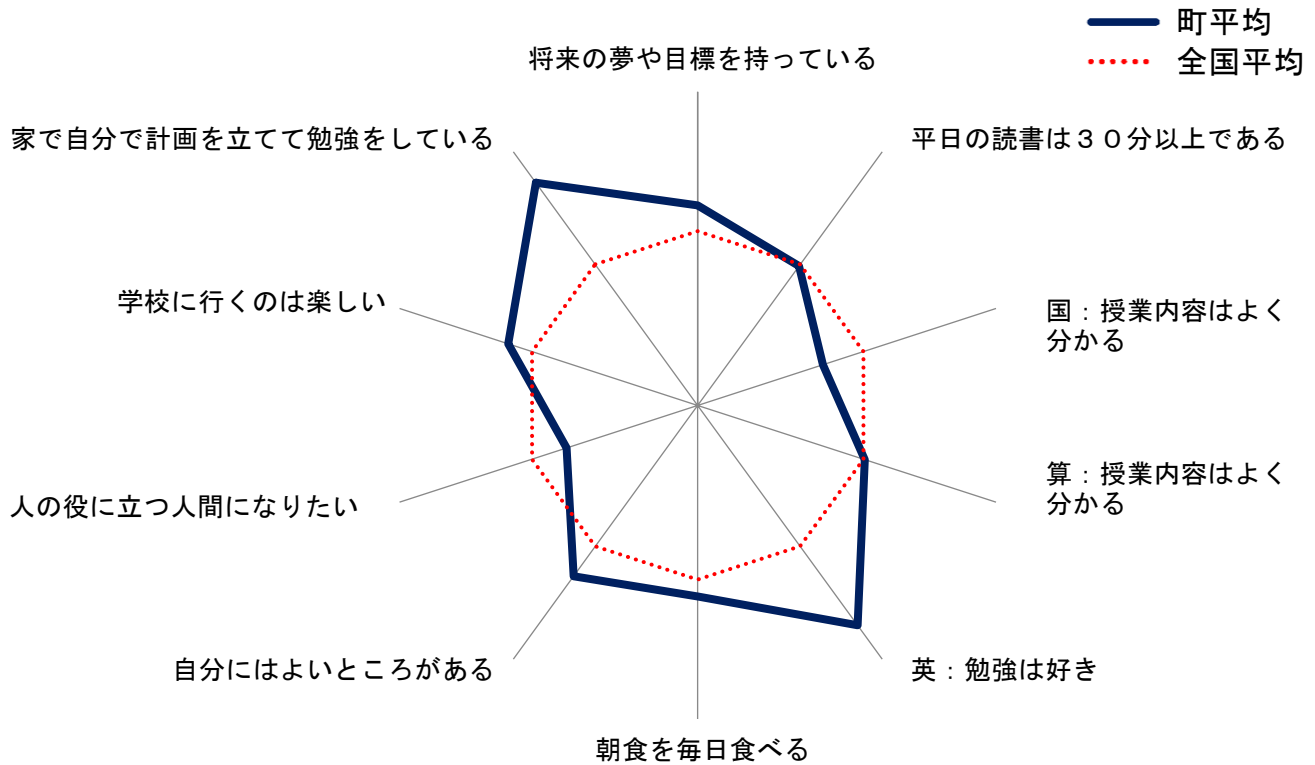 町平均
全国平均
将来の夢や目標を持っている
平日の読書は３０分以上である
国：授業内容はよく
分かる
算：授業内容はよく
分かる
英：勉強は好き
朝食を毎日食べる
自分にはよいところがある
人の役に立つ人間になりたい
学校に行くのは楽しい
家で自分で計画を立てて勉強をしている